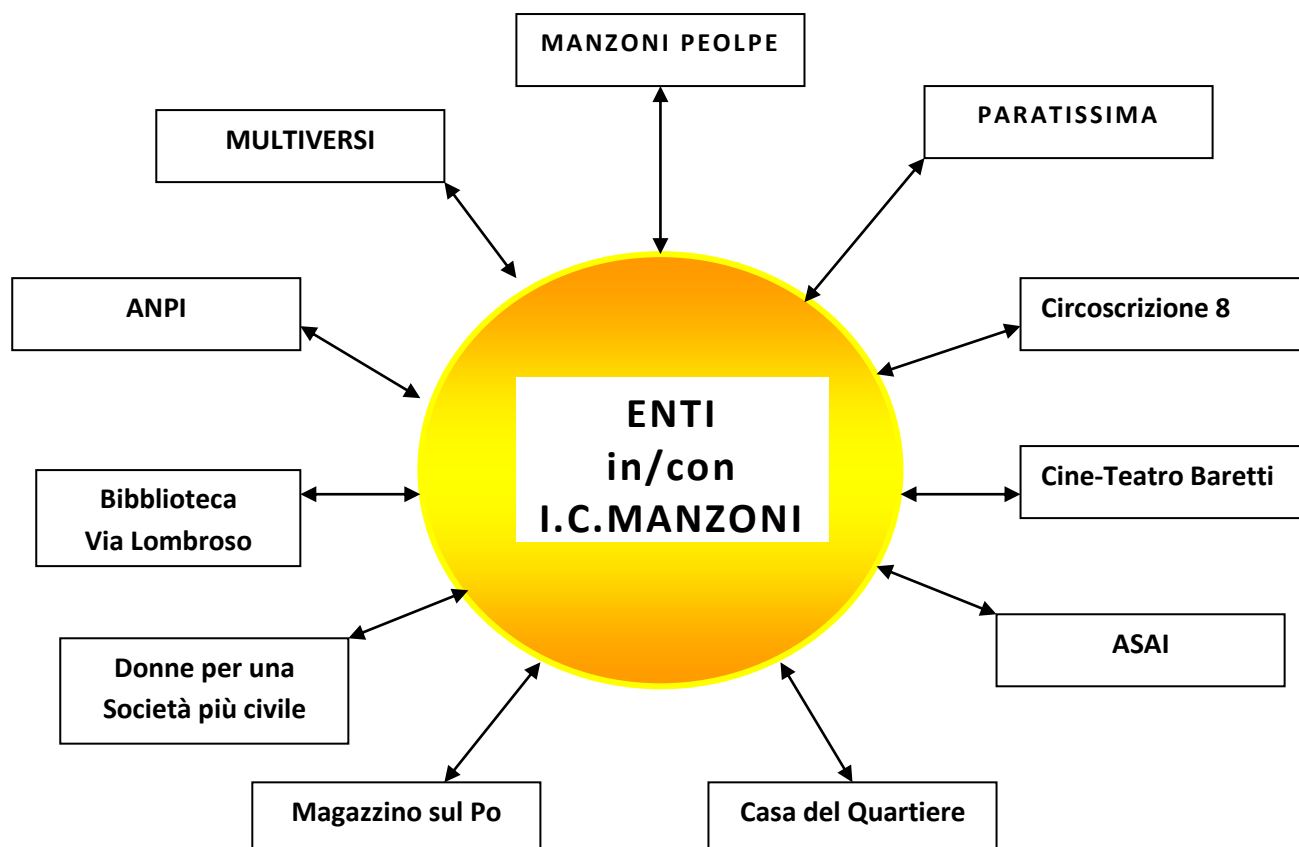 MANZONI PEOLPE
PARATISSIMA
MULTIVERSI
ANPI
Circoscrizione 8
ENTI
in/con
I.C.MANZONI
Cine-Teatro Baretti
Bibblioteca
Via Lombroso
ASAI
Donne per una
Società più civile
Magazzino sul Po
Casa del Quartiere